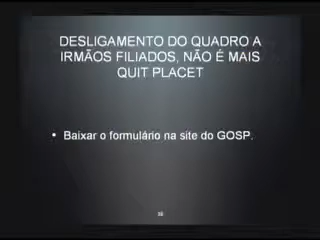 DESLIGAMENTO DO QUADRO A
IRMÃOS FILIADOS, NÃO É MAIS
QUIT PLACET
• Baixar o formulário na site do GOSP.